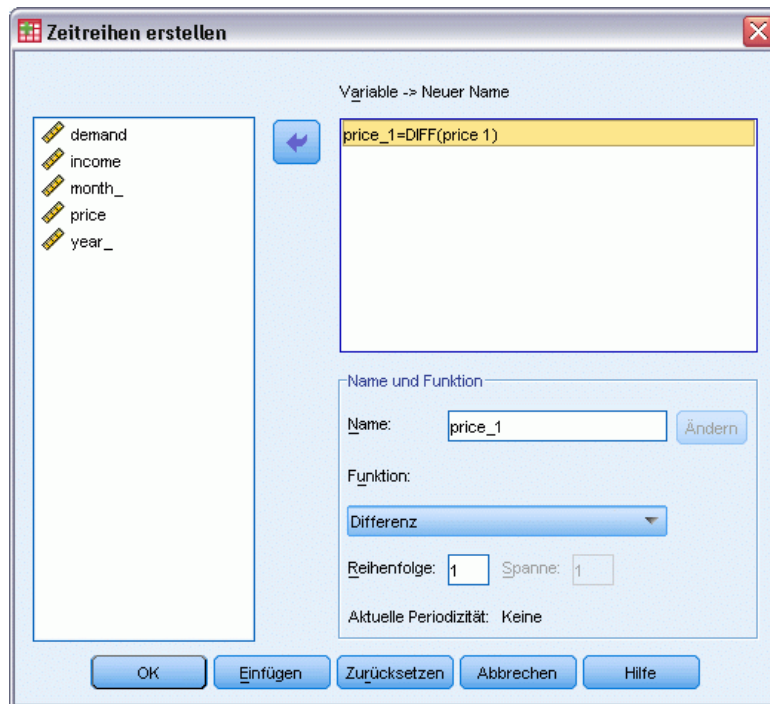 Zeitreihen erstellen
Variable -> Neuer Name
demand
income
month_
price
year_
price_1=DIFF(price 1)
Name und Funktion
Name: price_1 Ändern
Funktion:
Differenz
Reihenfolge: 1 Spanne: 1
Aktuelle Periodizität: Keine
OK Einfügen Zurücksetzen Abbrechen Hilfe